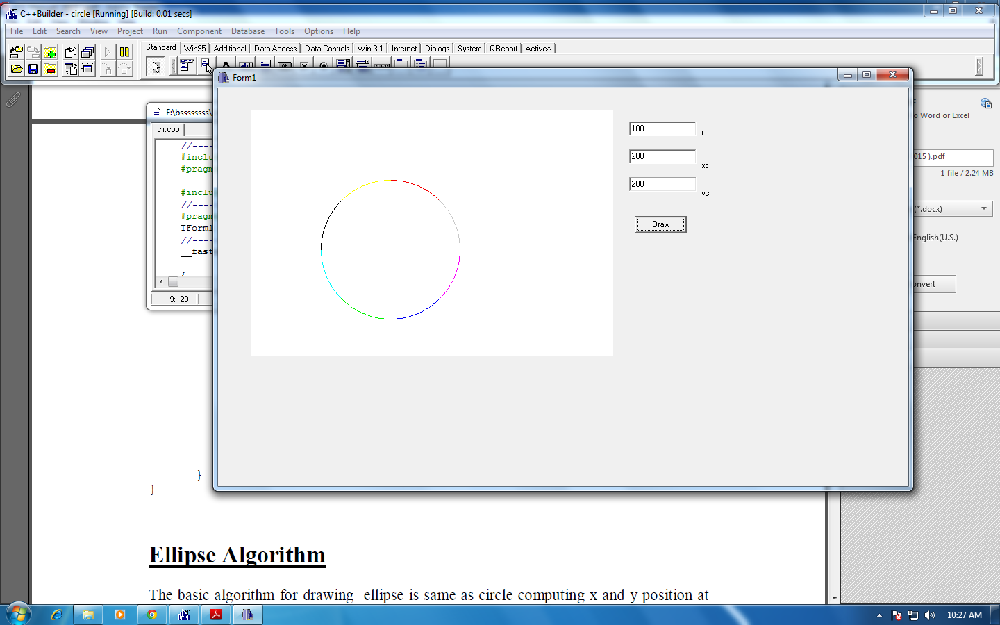 C++Builder - circle [Running] [Build: 0.01 secs]
File Edit Search View Project Run Component Database Tools Options Help
Standard Win95 Additional Data Access Data Controls Win 3.1 Internet Dialogs System QReport ActiveX
Form1
F:\bssssssss\
cir.cpp
//----
#inclu
#pragm
#inclu
//----
#pragm
TForm1
//----
__fast
9: 29
100 r
200 xc
200 yc
Draw
o Word or Excel
015 ).pdf
1 file / 2.24 MB
(*.docx)
English(U.S.)
onvert
}
}
Ellipse Algorithm
The basic algorithm for drawing ellipse is same as circle computing x and y position at
10:27 AM